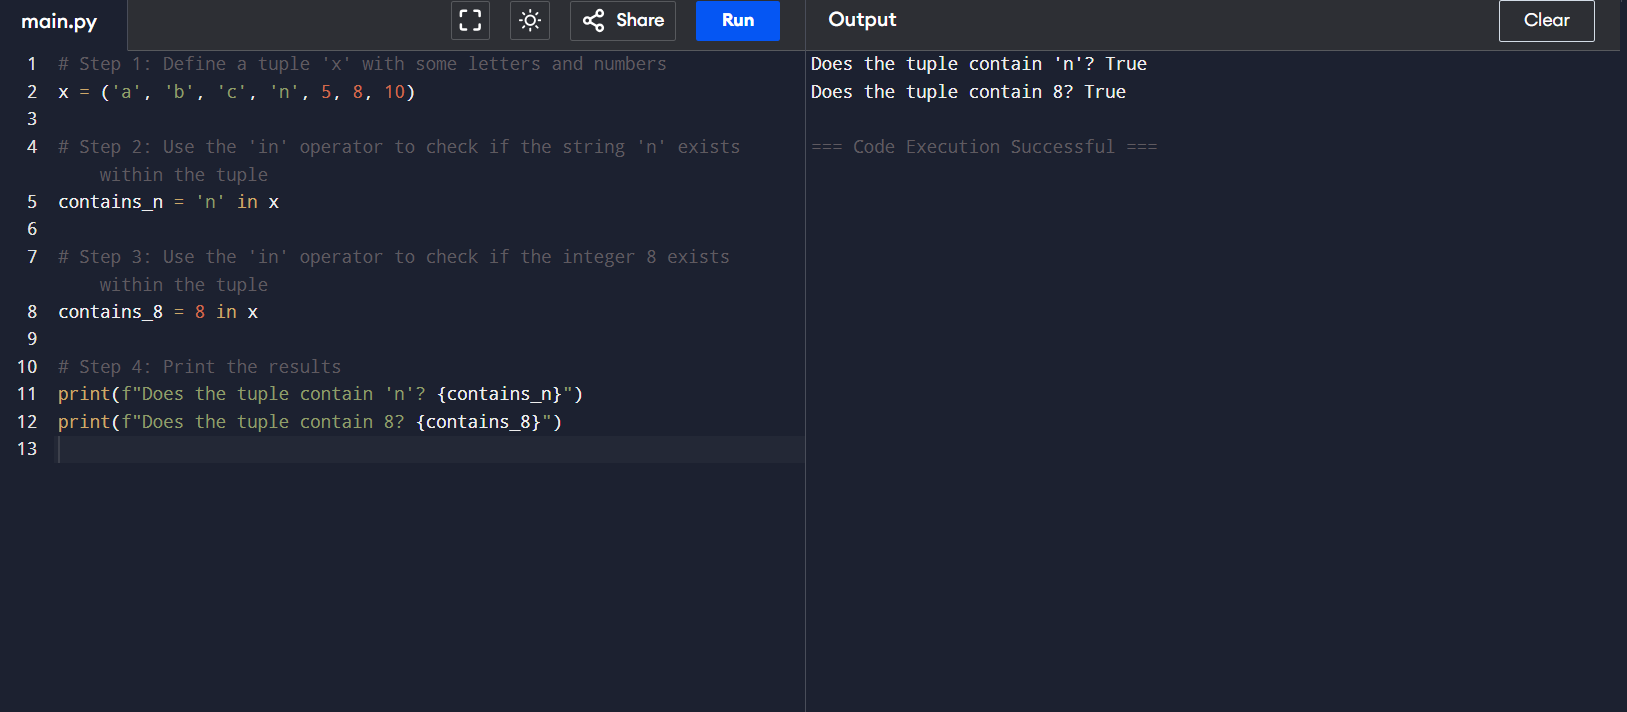 main.py
Share
Run
Output
Clear
1 # Step 1: Define a tuple 'x' with some letters and numbers
2 x = ('a', 'b', 'c', 'n', 5, 8, 10)
3
4 # Step 2: Use the 'in' operator to check if the string 'n' exists
within the tuple
5 contains_n = 'n' in x
6
7 # Step 3: Use the 'in' operator to check if the integer 8 exists
within the tuple
8 contains_8 = 8 in x
9
10 # Step 4: Print the results
11 print(f"Does the tuple contain 'n'? {contains_n}")
12 print(f"Does the tuple contain 8? {contains_8}")
13
Does the tuple contain 'n'? True
Does the tuple contain 8? True
=== Code Execution Successful ===